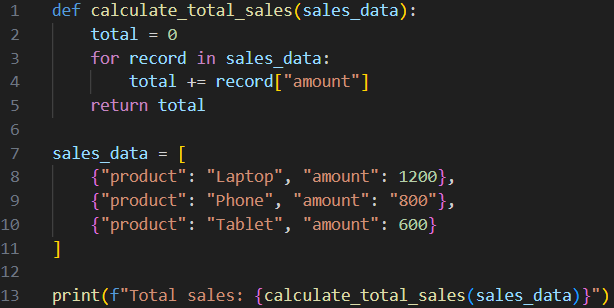 1 def calculate_total_sales(sales_data):
2     total = 0
3     for record in sales_data:
4         total += record["amount"]
5     return total
6
7 sales_data = [
8     {"product": "Laptop", "amount": 1200},
9     {"product": "Phone", "amount": "800"},
10     {"product": "Tablet", "amount": 600}
11 ]
12
13 print(f"Total sales: {calculate_total_sales(sales_data)}")